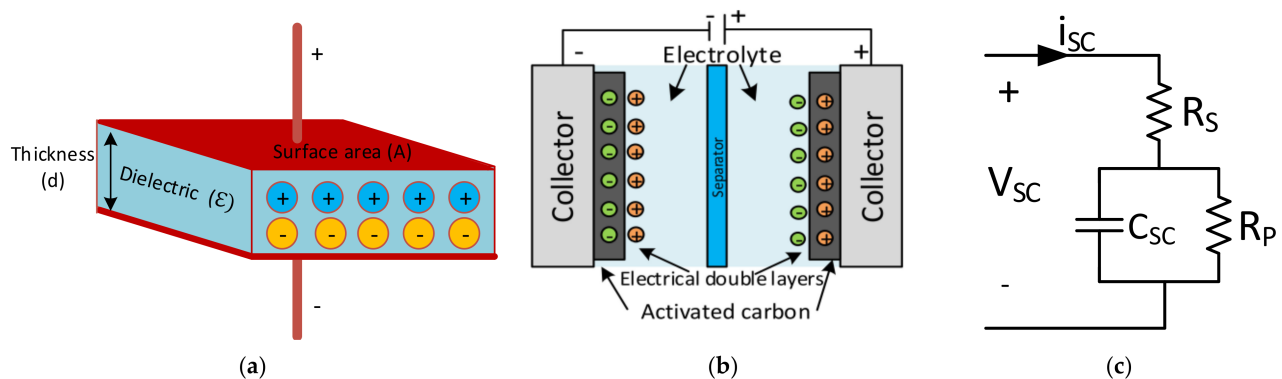 +
Surface area (A)
Thickness
(d)
Dielectric (ℇ)
+ + + + +
- - - - -
-
(a)
- +
- +
Electrolyte
Collector
- - - - - -
+ + + + + +
Separator
- - - - - -
+ + + + + +
Collector
Electrical double layers
Activated carbon
(b)
iSC
+
RS
VSC
CSC
RP
-
(c)